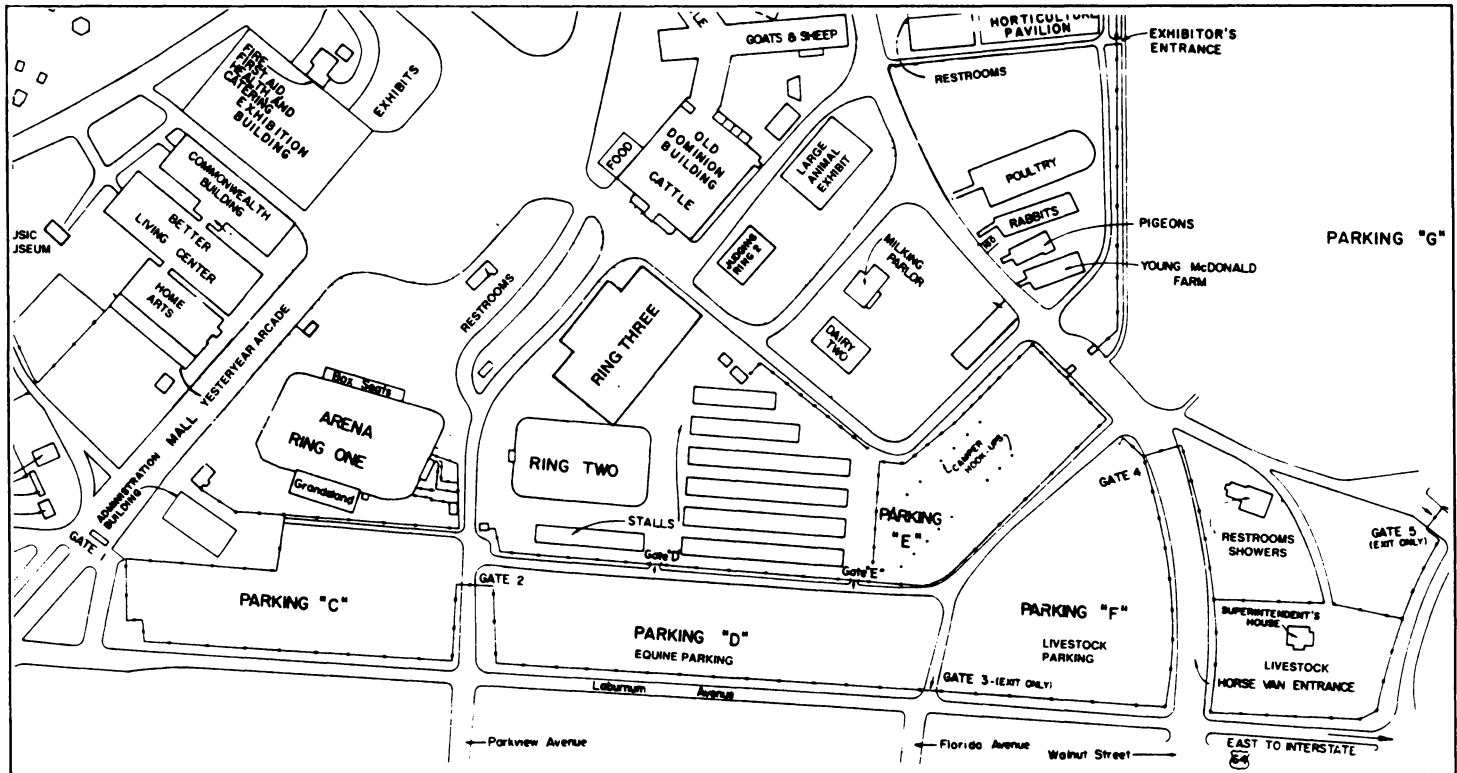 GOATS & SHEEP
HORTICULTURE
PAVILION
EXHIBITOR'S
ENTRANCE
RESTROOMS
FIRE
FIRST AID
HEALTH AND
CATERING
EXHIBITION
BUILDING
EXHIBITS
COMMONWEALTH
BUILDING
BETTER
LIVING CENTER
HOME
ARTS
JSIC
JSEUM
FOOD
OLD
DOMINION
BUILDING
CATTLE
LARGE
ANIMAL
EXHIBIT
JUDGING
RING 2
POULTRY
RABBITS
PIGEONS
YOUNG McDONALD
FARM
PARKING "G"
MILKING
PARLOR
DAIRY
TWO
RESTROOMS
RING THREE
MALL YESTERYEAR ARCADE
Box Seats
ARENA
RING ONE
Grandstand
RING TWO
STALLS
CAMPER
HOOK-UPS
PARKING
"E"
ADMINISTRATION
BUILDING
GATE 1
Gate "D"
Gate "E"
GATE 4
RESTROOMS
SHOWERS
GATE 5
(EXIT ONLY)
GATE 2
PARKING "C"
PARKING "D"
EQUINE PARKING
PARKING "F"
LIVESTOCK
PARKING
SUPERINTENDENT'S
HOUSE
LIVESTOCK
HORSE VAN ENTRANCE
GATE 3-(EXIT ONLY)
Laburnum Avenue
Parkview Avenue
Florida Avenue
Walnut Street
EAST TO INTERSTATE
64